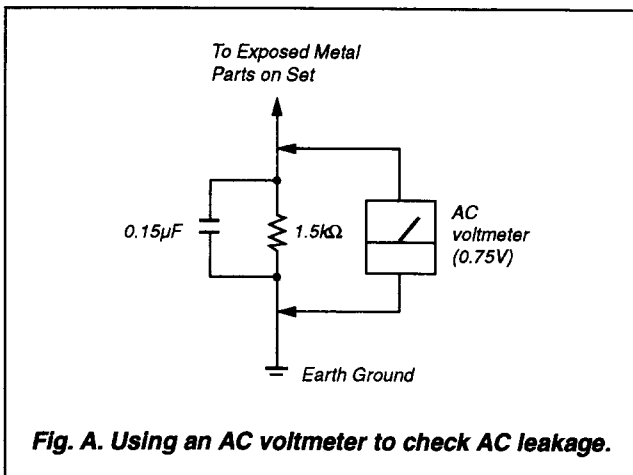 To Exposed Metal
Parts on Set
0.15µF
1.5kΩ
AC
voltmeter
(0.75V)
Earth Ground
Fig. A. Using an AC voltmeter to check AC leakage.